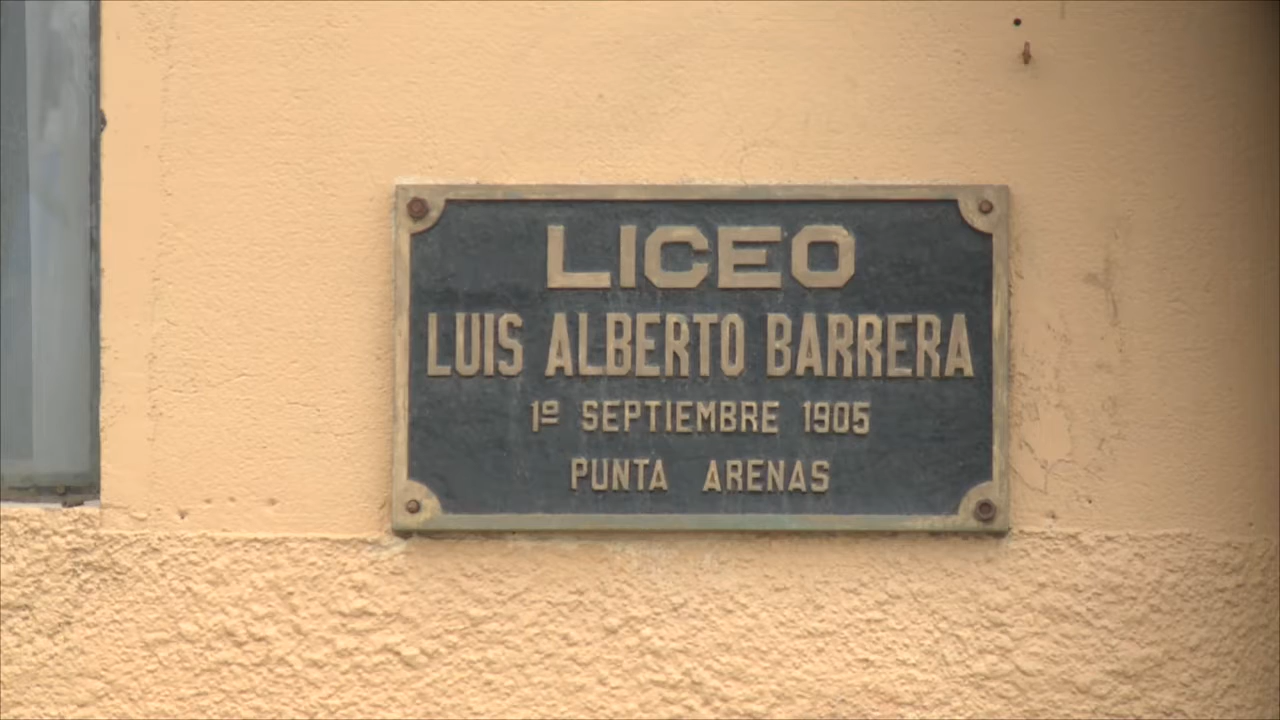 LICEO
LUIS ALBERTO BARRERA
1º SEPTIEMBRE 1905
PUNTA ARENAS